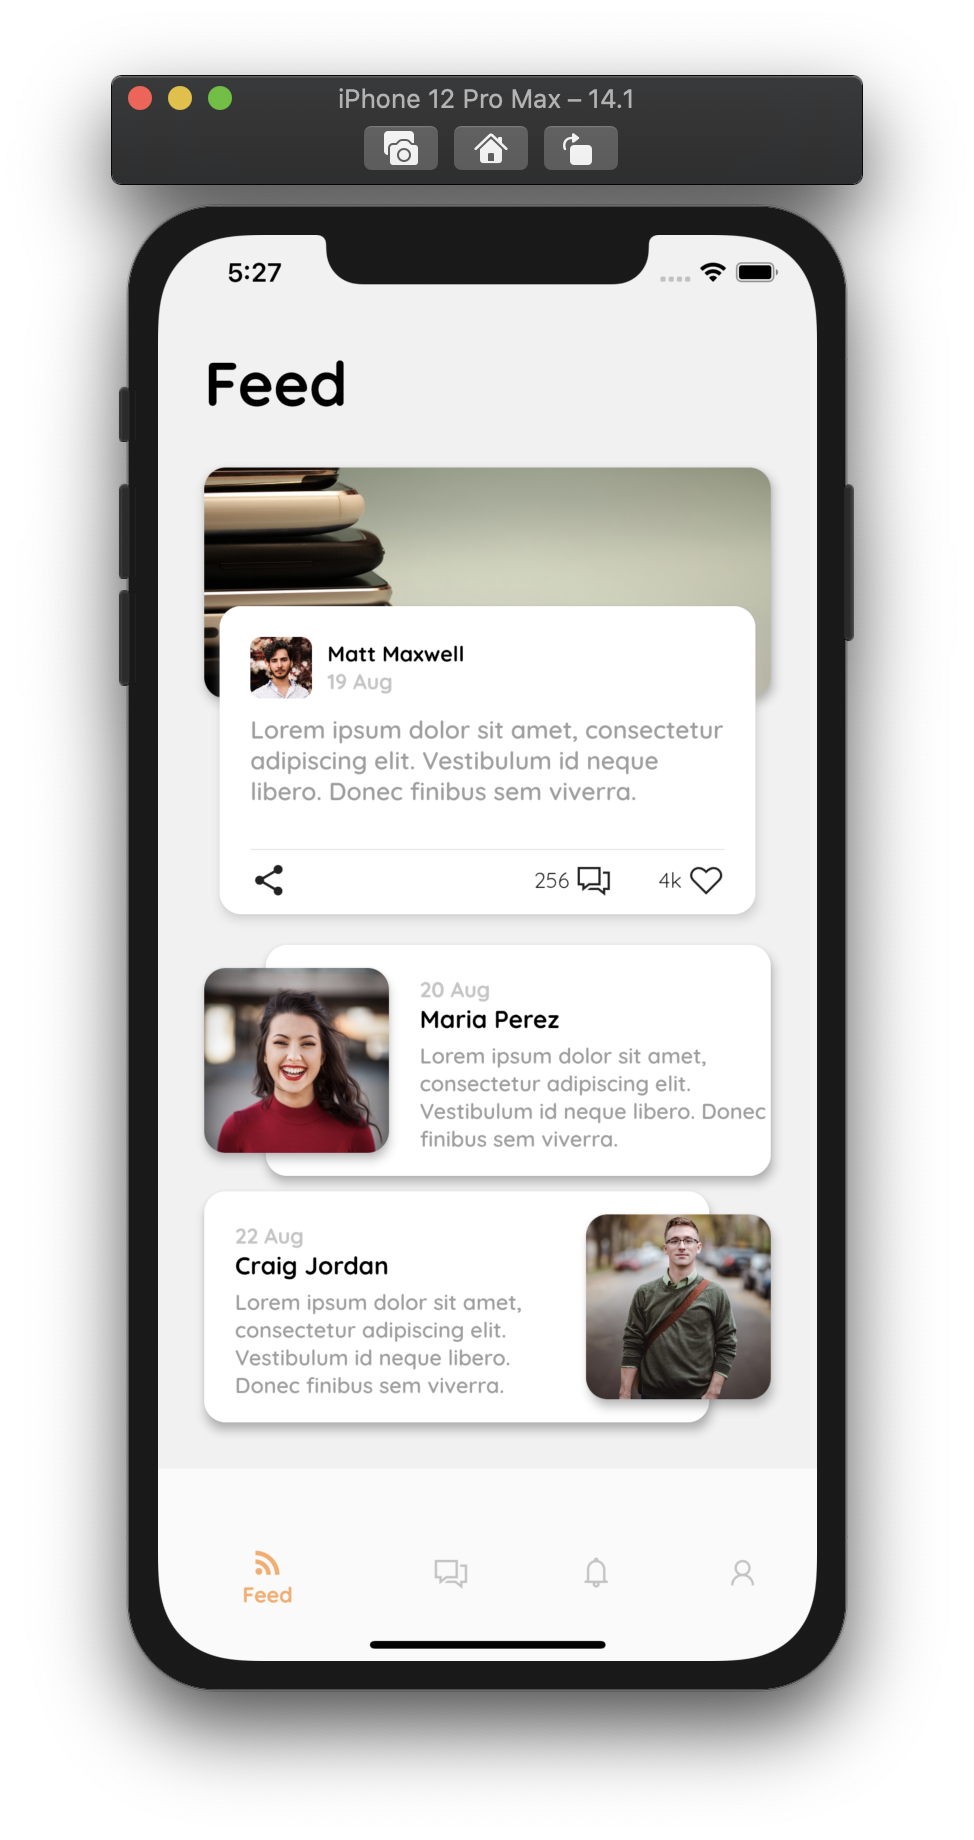 iPhone 12 Pro Max – 14.1
5:27
Feed
Matt Maxwell
19 Aug
Lorem ipsum dolor sit amet, consectetur
adipiscing elit. Vestibulum id neque
libero. Donec finibus sem viverra.
256
4k
20 Aug
Maria Perez
Lorem ipsum dolor sit amet,
consectetur adipiscing elit.
Vestibulum id neque libero. Donec
finibus sem viverra.
22 Aug
Craig Jordan
Lorem ipsum dolor sit amet,
consectetur adipiscing elit.
Vestibulum id neque libero.
Donec finibus sem viverra.
Feed